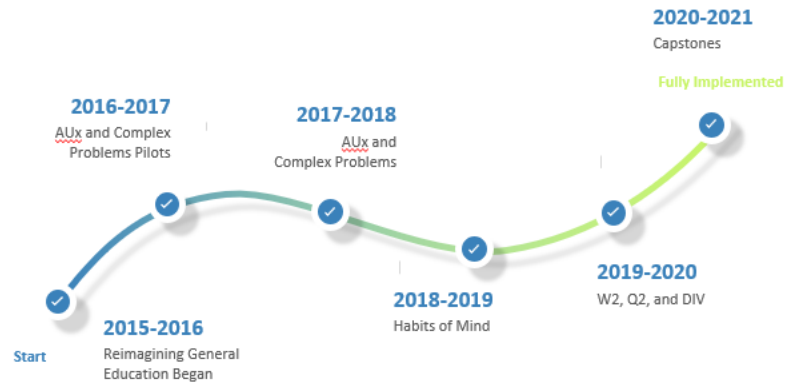 2020-2021
Capstones
Fully Implemented
2016-2017
AUx and Complex
Problems Pilots
2017-2018
AUx and
Complex Problems
2019-2020
W2, Q2, and DIV
2018-2019
Habits of Mind
2015-2016
Reimagining General
Education Began
Start